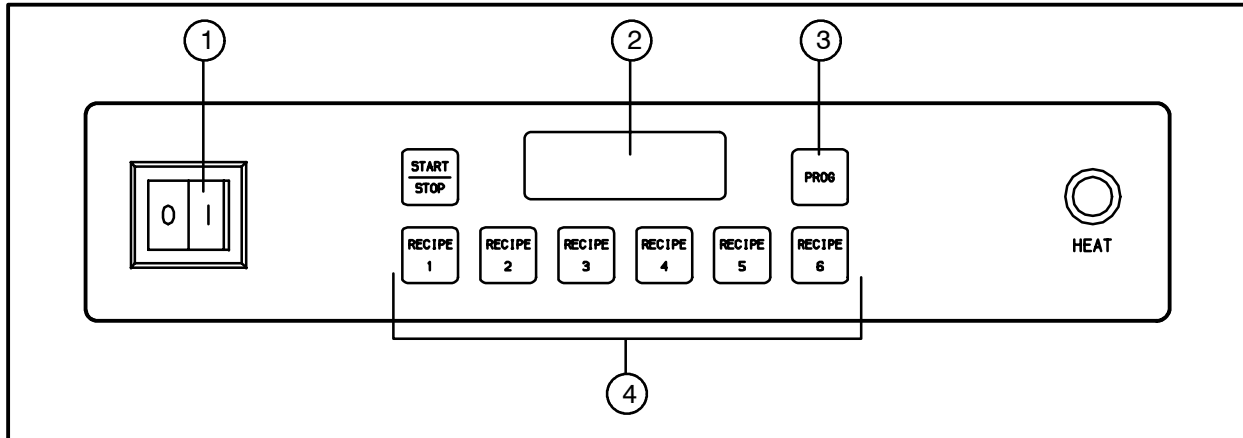 1
2
3
START
STOP
PROG
0 I
RECIPE
1
RECIPE
2
RECIPE
3
RECIPE
4
RECIPE
5
RECIPE
6
HEAT
4